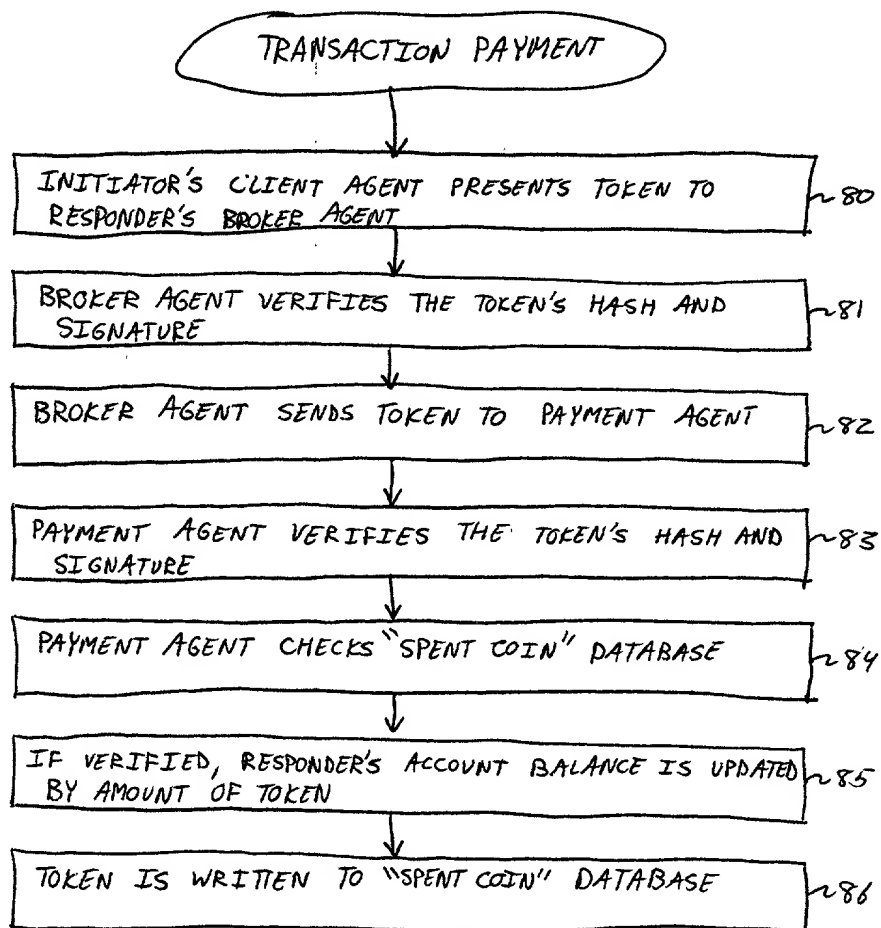 TRANSACTION PAYMENT
INITIATOR'S CLIENT AGENT PRESENTS TOKEN TO
RESPONDER'S BROKER AGENT
80
BROKER AGENT VERIFIES THE TOKEN'S HASH AND
SIGNATURE
81
BROKER AGENT SENDS TOKEN TO PAYMENT AGENT
82
PAYMENT AGENT VERIFIES THE TOKEN'S HASH AND
SIGNATURE
83
PAYMENT AGENT CHECKS "SPENT COIN" DATABASE
84
IF VERIFIED, RESPONDER'S ACCOUNT BALANCE IS UPDATED
BY AMOUNT OF TOKEN
85
TOKEN IS WRITTEN TO "SPENT COIN" DATABASE
86